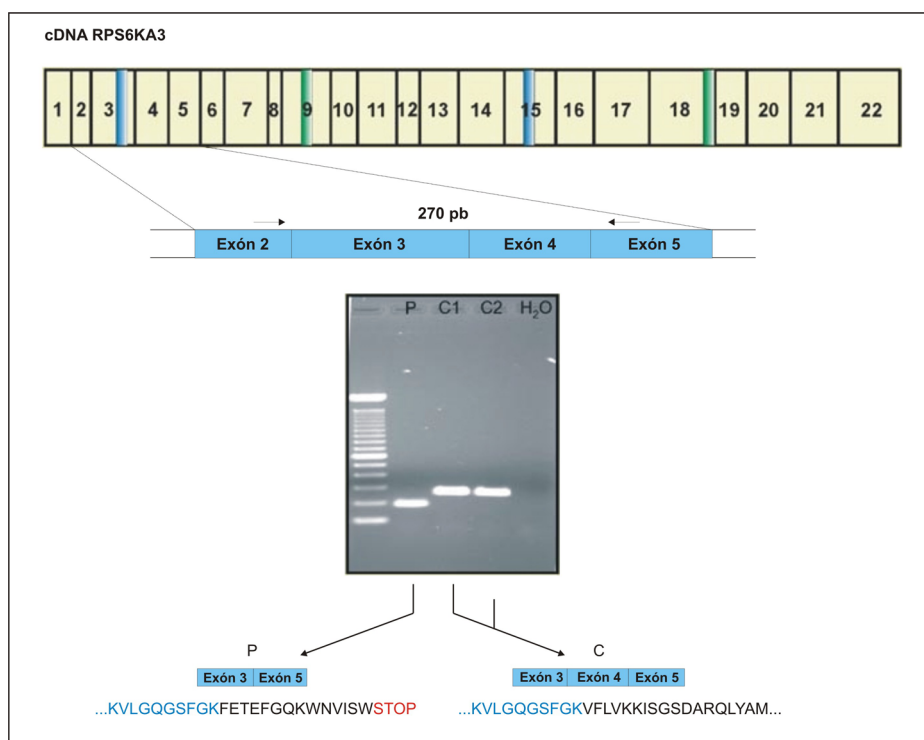 cDNA RPS6KA3
1 2 3 4 5 6 7 8 9 10 11 12 13 14 15 16 17 18 19 20 21 22
270 pb
Exón 2 Exón 3 Exón 4 Exón 5
P C1 C2 H₂O
P C
Exón 3 Exón 5 Exón 3 Exón 4 Exón 5
...KVLGQGSFGKFETEFGQKWNVISWSTOP ...KVLGQGSFGKVFLVKKISGSDARQLYAM...